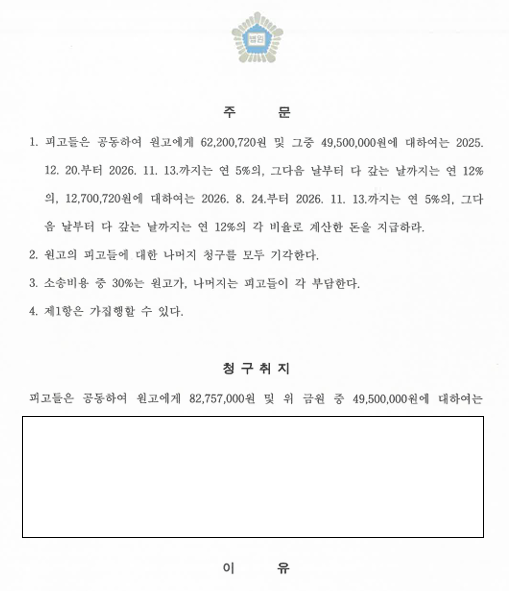 주 문
1. 피고들은 공동하여 원고에게 62,200,720원 및 그중 49,500,000원에 대하여는 2025.
12. 20.부터 2026. 11. 13.까지는 연 5%의, 그다음 날부터 다 갚는 날까지는 연 12%
의, 12,700,720원에 대하여는 2026. 8. 24.부터 2026. 11. 13.까지는 연 5%의, 그다
음 날부터 다 갚는 날까지는 연 12%의 각 비율로 계산한 돈을 지급하라.
2. 원고의 피고들에 대한 나머지 청구를 모두 기각한다.
3. 소송비용 중 30%는 원고가, 나머지는 피고들이 각 부담한다.
4. 제1항은 가집행할 수 있다.
청 구 취 지
피고들은 공동하여 원고에게 82,757,000원 및 위 금원 중 49,500,000원에 대하여는
이 유